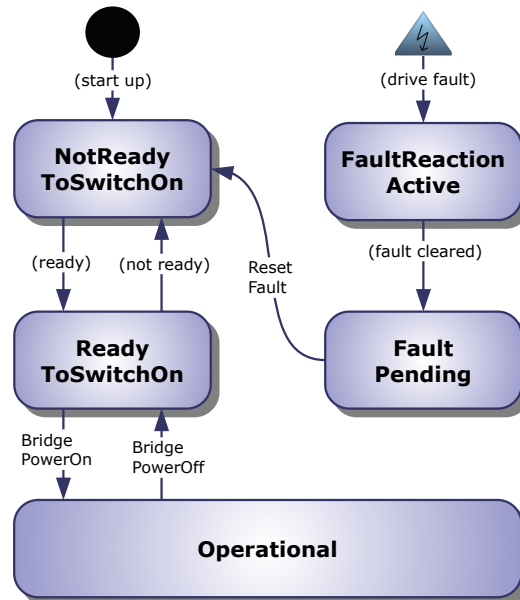 (start up)
(drive fault)
NotReady
ToSwitchOn
FaultReaction
Active
(ready)
(not ready)
Reset
Fault
(fault cleared)
Ready
ToSwitchOn
Fault
Pending
Bridge
PowerOn
Bridge
PowerOff
Operational